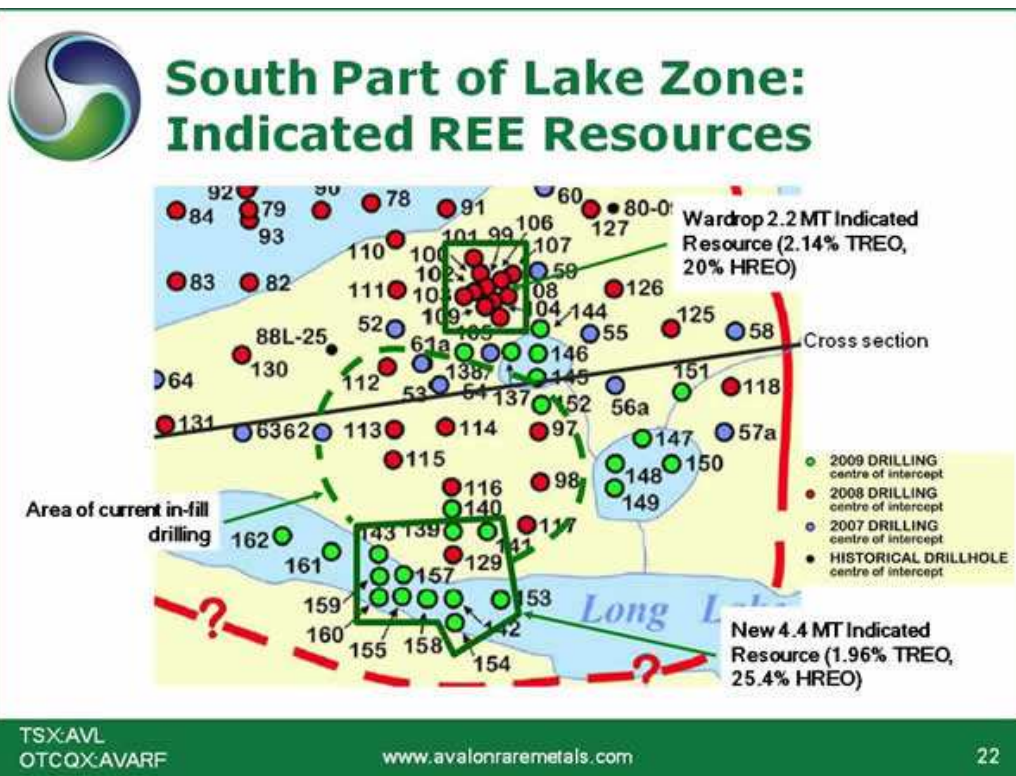 South Part of Lake Zone:
Indicated REE Resources
92
90
78
60
84
79
91
80-0
127
93
106
101
99
107
110
100
102
59
83
82
111
103
08
126
109
04
144
125
52
105
55
58
88L-25
61a
146
130
138
145
151
64
112
53
54
137
152
56a
118
131
63
62
113
114
97
147
57a
115
148
150
98
149
116
140
117
162
143
139
141
161
129
157
159
153
160
142
155
158
154
Wardrop 2.2 MT Indicated
Resource (2.14% TREO,
20% HREO)
Cross section
2009 DRILLING
centre of intercept
2008 DRILLING
centre of intercept
2007 DRILLING
centre of intercept
HISTORICAL DRILLHOLE
centre of intercept
Area of current in-fill
drilling
Long Lake
?
?
New 4.4 MT Indicated
Resource (1.96% TREO,
25.4% HREO)
TSX:AVL
OTCQX:AVARF
www.avalonraremetals.com
22